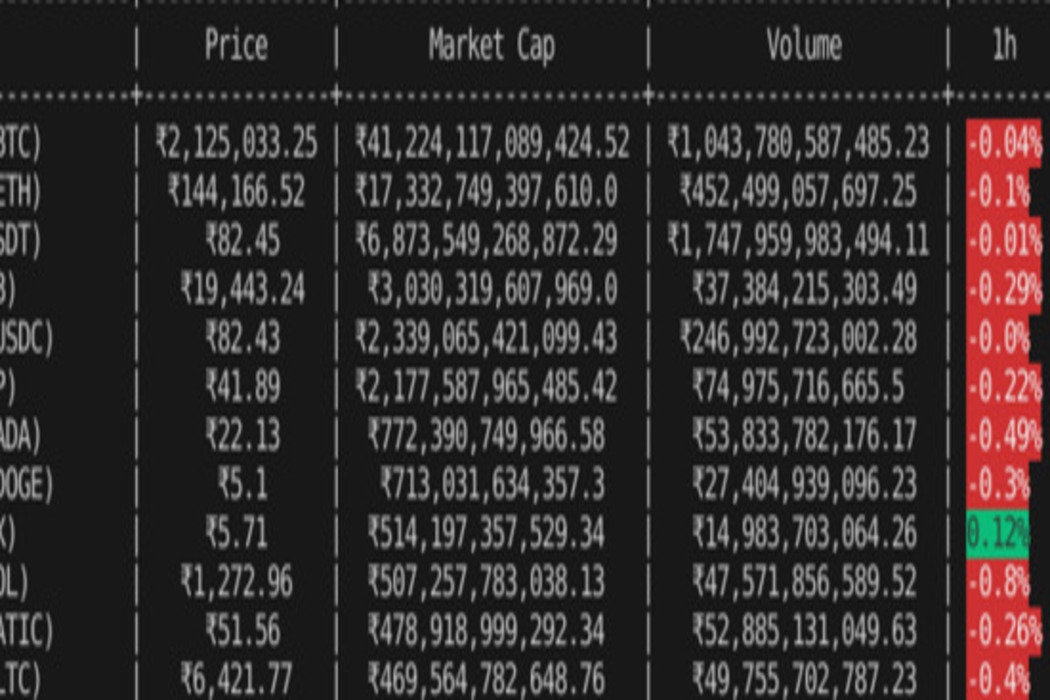 Price Market Cap Volume 1h
BTC) ₹2,125,033.25 ₹41,224,117,089,424.52 ₹1,043,780,587,485.23 -0.04%
ETH) ₹144,166.52 ₹17,332,749,397,610.0 ₹452,499,057,697.25 -0.1%
SDT) ₹82.45 ₹6,873,549,268,872.29 ₹1,747,959,983,494.11 -0.01%
B) ₹19,443.24 ₹3,030,319,607,969.0 ₹37,384,215,303.49 -0.29%
USDC) ₹82.43 ₹2,339,065,421,099.43 ₹246,992,723,002.28 -0.0%
P) ₹41.89 ₹2,177,587,965,485.42 ₹74,975,716,665.5 -0.22%
ADA) ₹22.13 ₹772,390,749,966.58 ₹53,833,782,176.17 -0.49%
DOGE) ₹5.1 ₹713,031,634,357.3 ₹27,404,939,096.23 -0.3%
X) ₹5.71 ₹514,197,357,529.34 ₹14,983,703,064.26 0.12%
OL) ₹1,272.96 ₹507,257,783,038.13 ₹47,571,856,589.52 -0.8%
ATIC) ₹51.56 ₹478,918,999,292.34 ₹52,885,131,049.63 -0.26%
LTC) ₹6,421.77 ₹469,564,782,648.76 ₹49,755,702,787.23 -0.4%